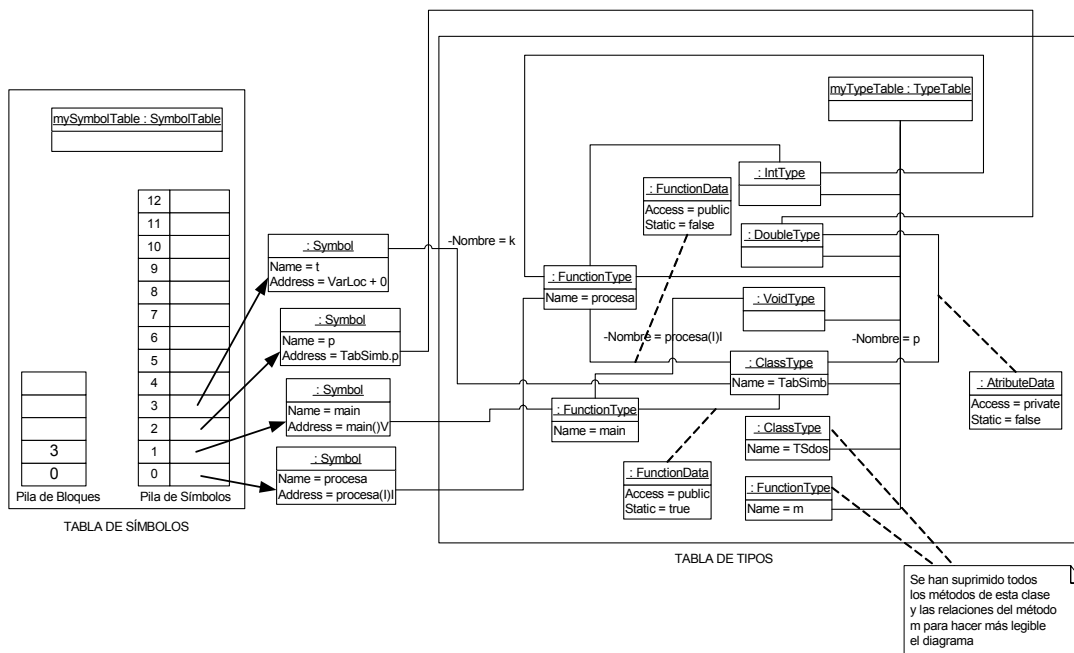 mySymbolTable : SymbolTable
12
11
10
9
8
7
6
5
4
3
2
1
0
3
0
Pila de Bloques
Pila de Símbolos
TABLA DE SÍMBOLOS
: Symbol
Name = t
Address = VarLoc + 0
: Symbol
Name = p
Address = TabSimb.p
: Symbol
Name = main
Address = main()V
: Symbol
Name = procesa
Address = procesa(I)I
-Nombre = k
myTypeTable : TypeTable
: IntType
: FunctionData
Access = public
Static = false
: DoubleType
: FunctionType
Name = procesa
: VoidType
-Nombre = procesa(I)I
-Nombre = p
: ClassType
Name = TabSimb
: AtributeData
Access = private
Static = false
: FunctionType
Name = main
: ClassType
Name = TSdos
: FunctionData
Access = public
Static = true
: FunctionType
Name = m
TABLA DE TIPOS
Se han suprimido todos
los métodos de esta clase
y las relaciones del método
m para hacer más legible
el diagrama